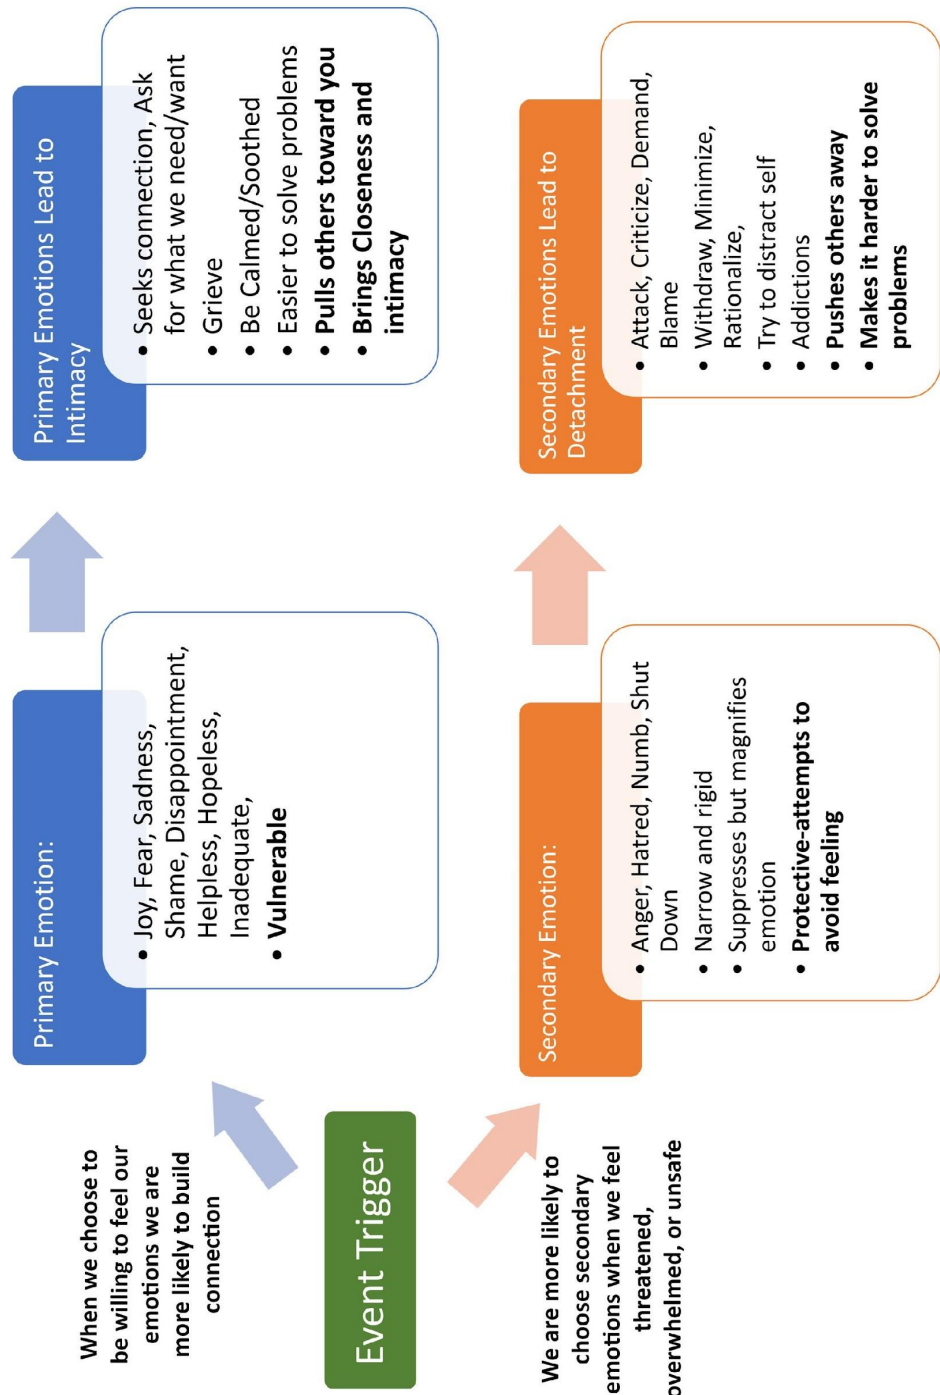 When we choose to
be willing to feel our
emotions we are
more likely to build
connection
Event Trigger
We are more likely to
choose secondary
emotions when we feel
threatened,
overwhelmed, or unsafe
Primary Emotion:
• Joy, Fear, Sadness,
Shame, Disappointment,
Helpless, Hopeless,
Inadequate,
• Vulnerable
Primary Emotions Lead to
Intimacy
• Seeks connection, Ask
for what we need/want
• Grieve
• Be Calmed/Soothed
• Easier to solve problems
• Pulls others toward you
• Brings Closeness and
intimacy
Secondary Emotion:
• Anger, Hatred, Numb, Shut
Down
• Narrow and rigid
• Suppresses but magnifies
emotion
• Protective-attempts to
avoid feeling
Secondary Emotions Lead to
Detachment
• Attack, Criticize, Demand,
Blame
• Withdraw, Minimize,
Rationalize,
• Try to distract self
• Addictions
• Pushes others away
• Makes it harder to solve
problems